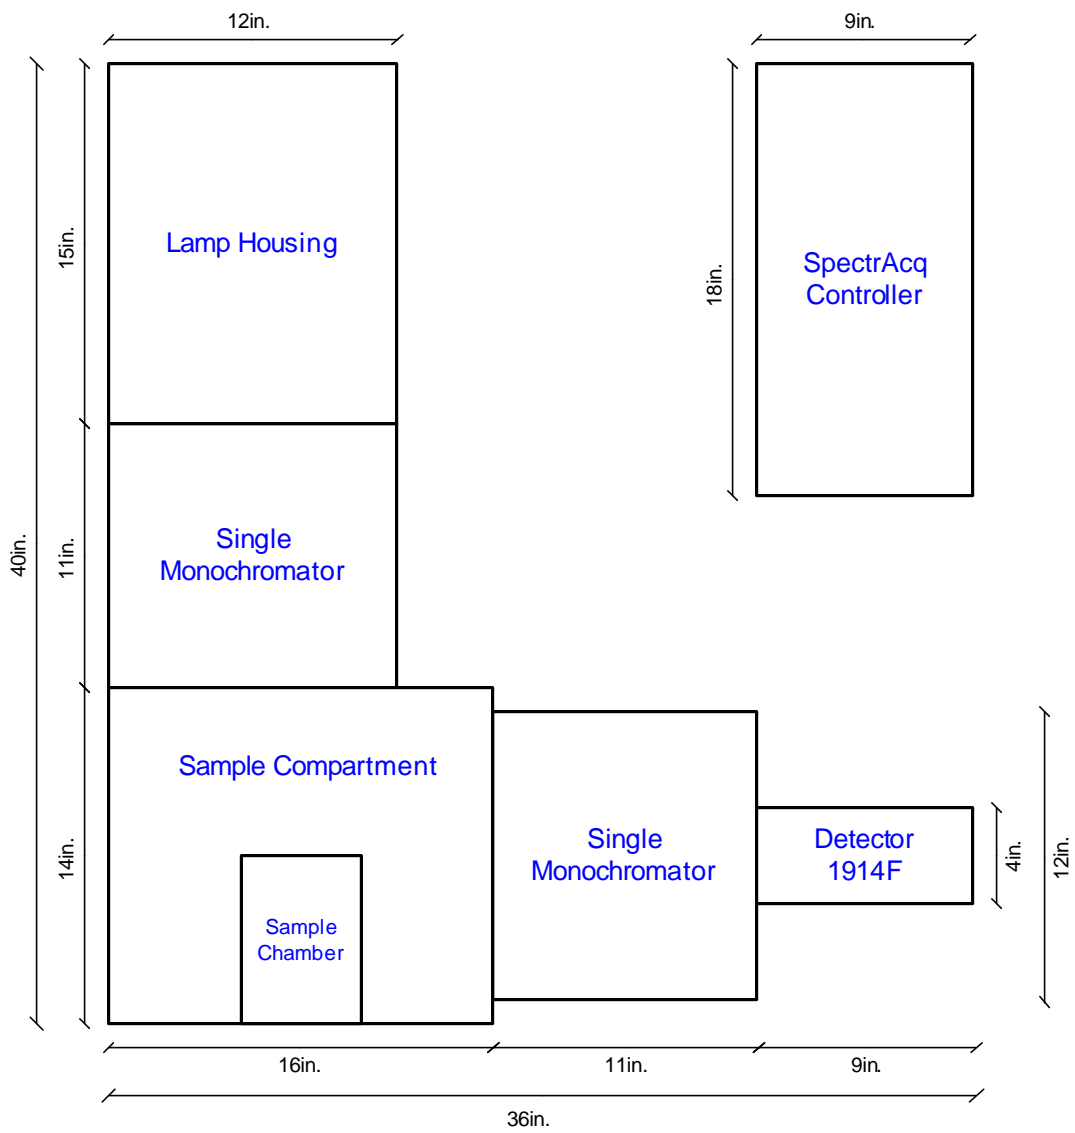 12in.
9in.
15in.
Lamp Housing
SpectrAcq
Controller
18in.
40in.
11in.
Single
Monochromator
Sample Compartment
14in.
Single
Monochromator
Detector
1914F
4in.
12in.
Sample
Chamber
16in.
11in.
9in.
36in.